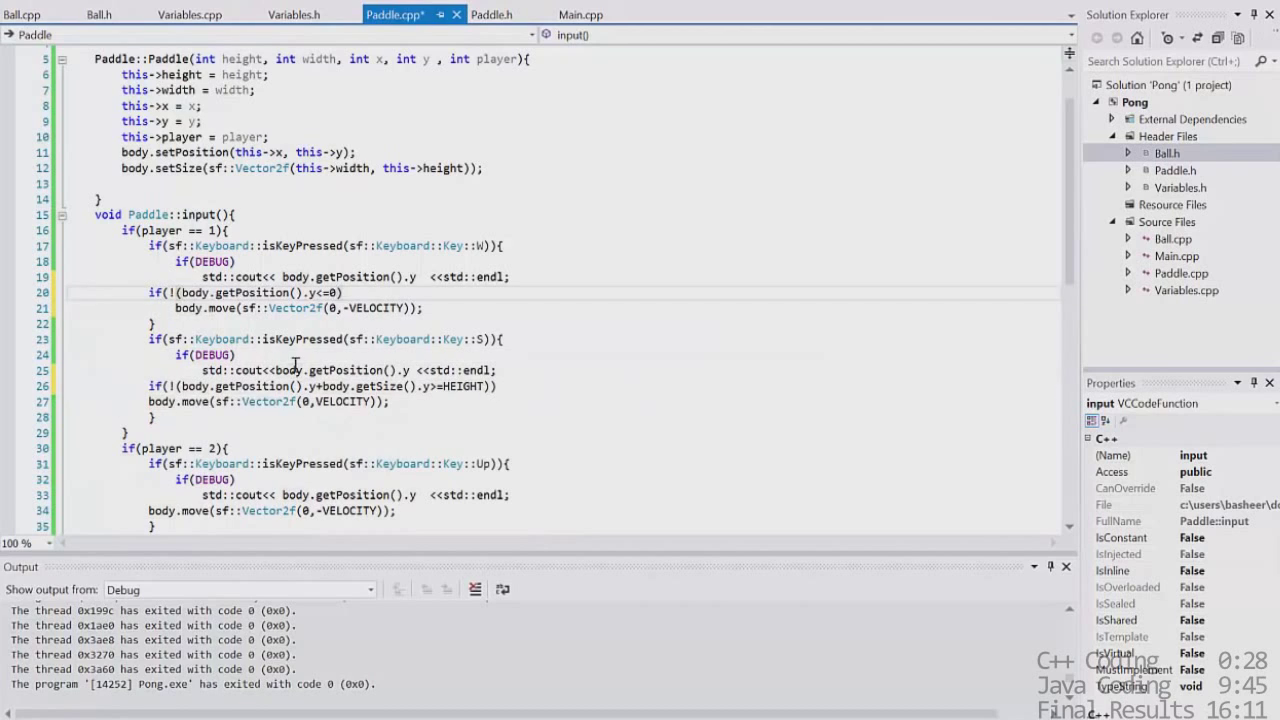 Ball.cpp Ball.h Variables.cpp Variables.h Paddle.cpp* Paddle.h Main.cpp
Paddle input()
5 Paddle::Paddle(int height, int width, int x, int y , int player){
6 this->height = height;
7 this->width = width;
8 this->x = x;
9 this->y = y;
10 this->player = player;
11 body.setPosition(this->x, this->y);
12 body.setSize(sf::Vector2f(this->width, this->height));
13
14 }
15 void Paddle::input(){
16 if(player == 1){
17 if(sf::Keyboard::isKeyPressed(sf::Keyboard::Key::W)){
18 if(DEBUG)
19 std::cout<< body.getPosition().y <<std::endl;
20 if(!(body.getPosition().y<=0)
21 body.move(sf::Vector2f(0,-VELOCITY));
22 }
23 if(sf::Keyboard::isKeyPressed(sf::Keyboard::Key::S)){
24 if(DEBUG)
25 std::cout<<body.getPosition().y <<std::endl;
26 if(!(body.getPosition().y+body.getSize().y>=HEIGHT))
27 body.move(sf::Vector2f(0,VELOCITY));
28 }
29 }
30 if(player == 2){
31 if(sf::Keyboard::isKeyPressed(sf::Keyboard::Key::Up)){
32 if(DEBUG)
33 std::cout<< body.getPosition().y <<std::endl;
34 body.move(sf::Vector2f(0,-VELOCITY));
35 }
100 %
Output
Show output from: Debug
The thread 0x199c has exited with code 0 (0x0).
The thread 0x1ae0 has exited with code 0 (0x0).
The thread 0x3ae8 has exited with code 0 (0x0).
The thread 0x3270 has exited with code 0 (0x0).
The thread 0x3a60 has exited with code 0 (0x0).
The program '[14252] Pong.exe' has exited with code 0 (0x0).
Solution Explorer
Search Solution Explorer (Ctrl+;)
Solution 'Pong' (1 project)
Pong
External Dependencies
Header Files
Ball.h
Paddle.h
Variables.h
Resource Files
Source Files
Ball.cpp
Main.cpp
Paddle.cpp
Variables.cpp
Properties
input VCCodeFunction
C++
(Name) input
Access public
CanOverride False
File c:\users\basheer\do
FullName Paddle::input
IsConstant False
IsInjected False
IsInline False
IsOverloaded False
IsSealed False
IsShared False
IsTemplate False
IsVirtual False
MustImplement False
TypeString void
C++
C++ Coding 0:28
Java Coding 9:45
Final Results 16:11